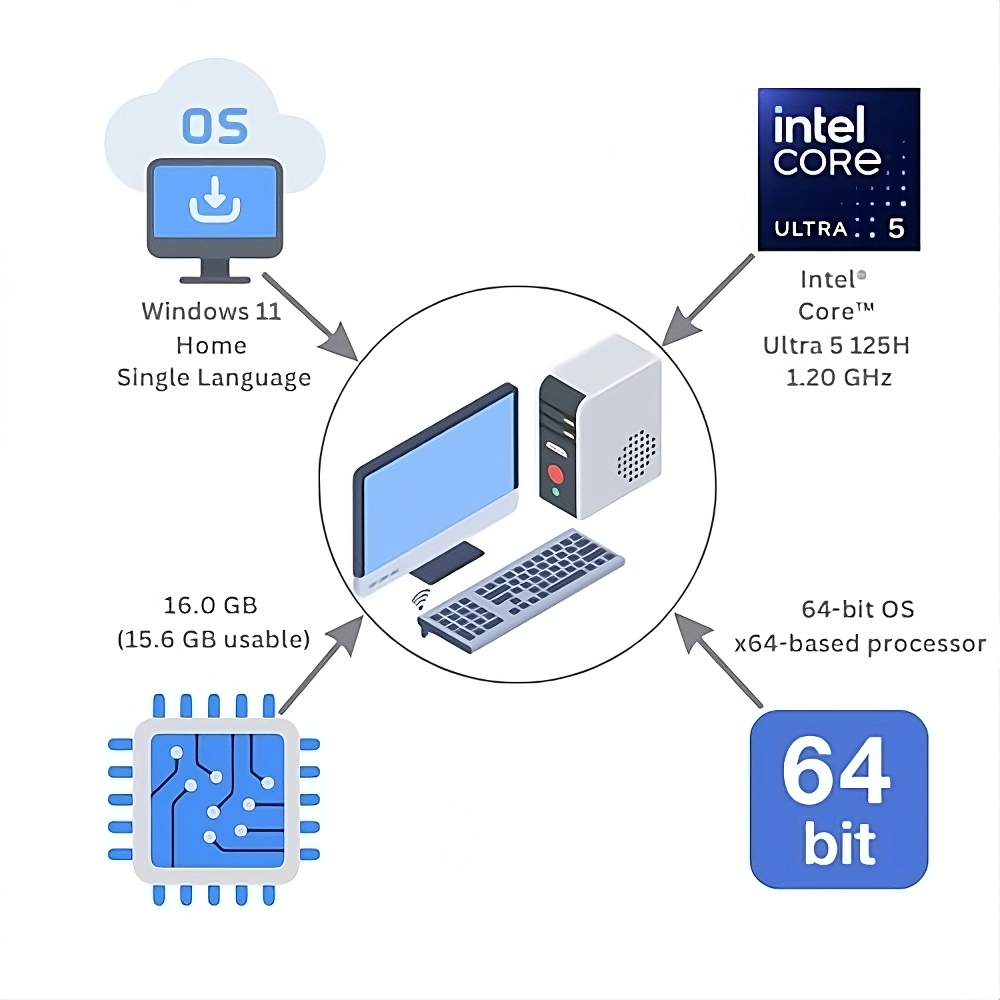 OS
Windows 11
Home
Single Language
intel
CORe
ULTRA 5
Intel®
Core™
Ultra 5 125H
1.20 GHz
16.0 GB
(15.6 GB usable)
64-bit OS
x64-based processor
64
bit